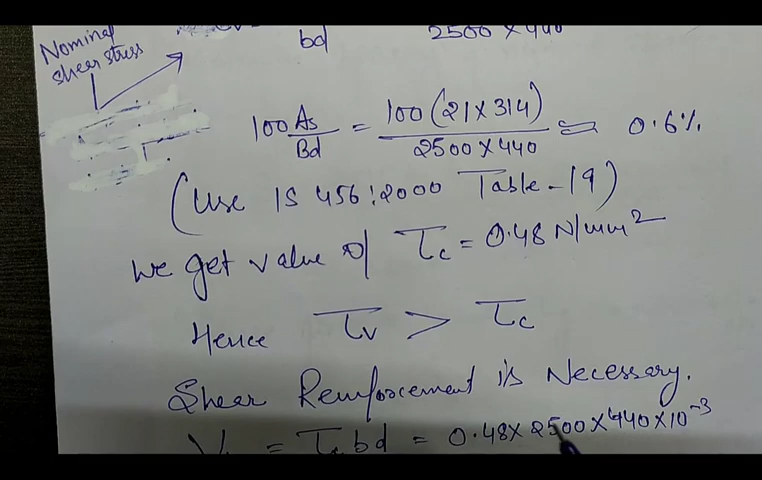 Nominal
shear stress
bd
2500 × 440
100 As / Bd = 100 (21 × 314) / 2500 × 440 = 0.6%
(Use IS 456:2000 Table-19)
We get value of τc = 0.48 N/mm²
Hence τv > τc
Shear Reinforcement is Necessary.
= bd = 0.48 × 2500 × 440 × 10⁻³